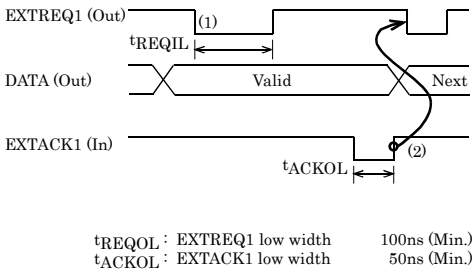 EXTREQ1 (Out)
(1)
tREQIL
DATA (Out)
Valid
Next
EXTACK1 (In)
(2)
tACKOL
tREQOL : EXTREQ1 low width 100ns (Min.)
tACKOL : EXTACK1 low width 50ns (Min.)